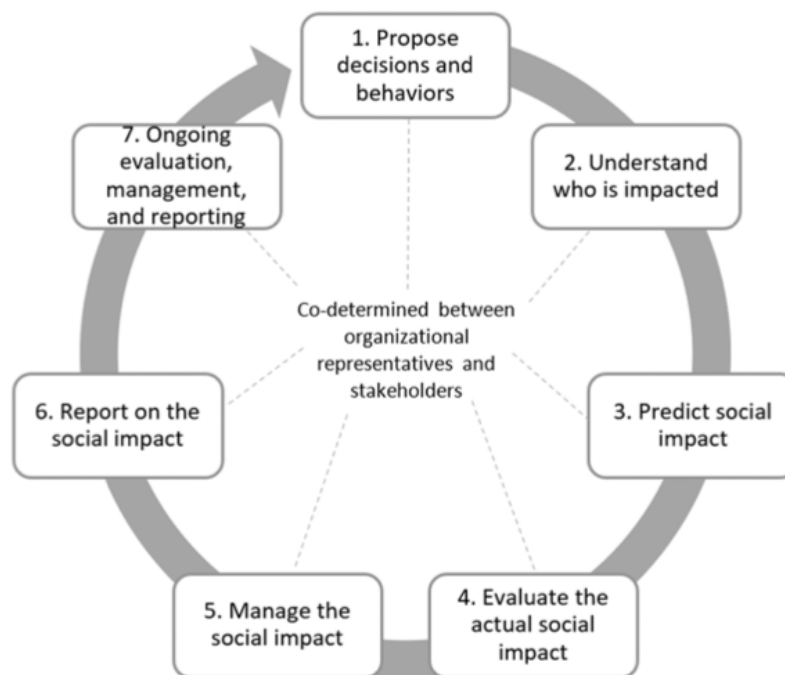 1. Propose
decisions and
behaviors
2. Understand
who is impacted
3. Predict social
impact
4. Evaluate the
actual social
impact
5. Manage the
social impact
6. Report on the
social impact
7. Ongoing
evaluation,
management,
and reporting
Co-determined between
organizational
representatives and
stakeholders